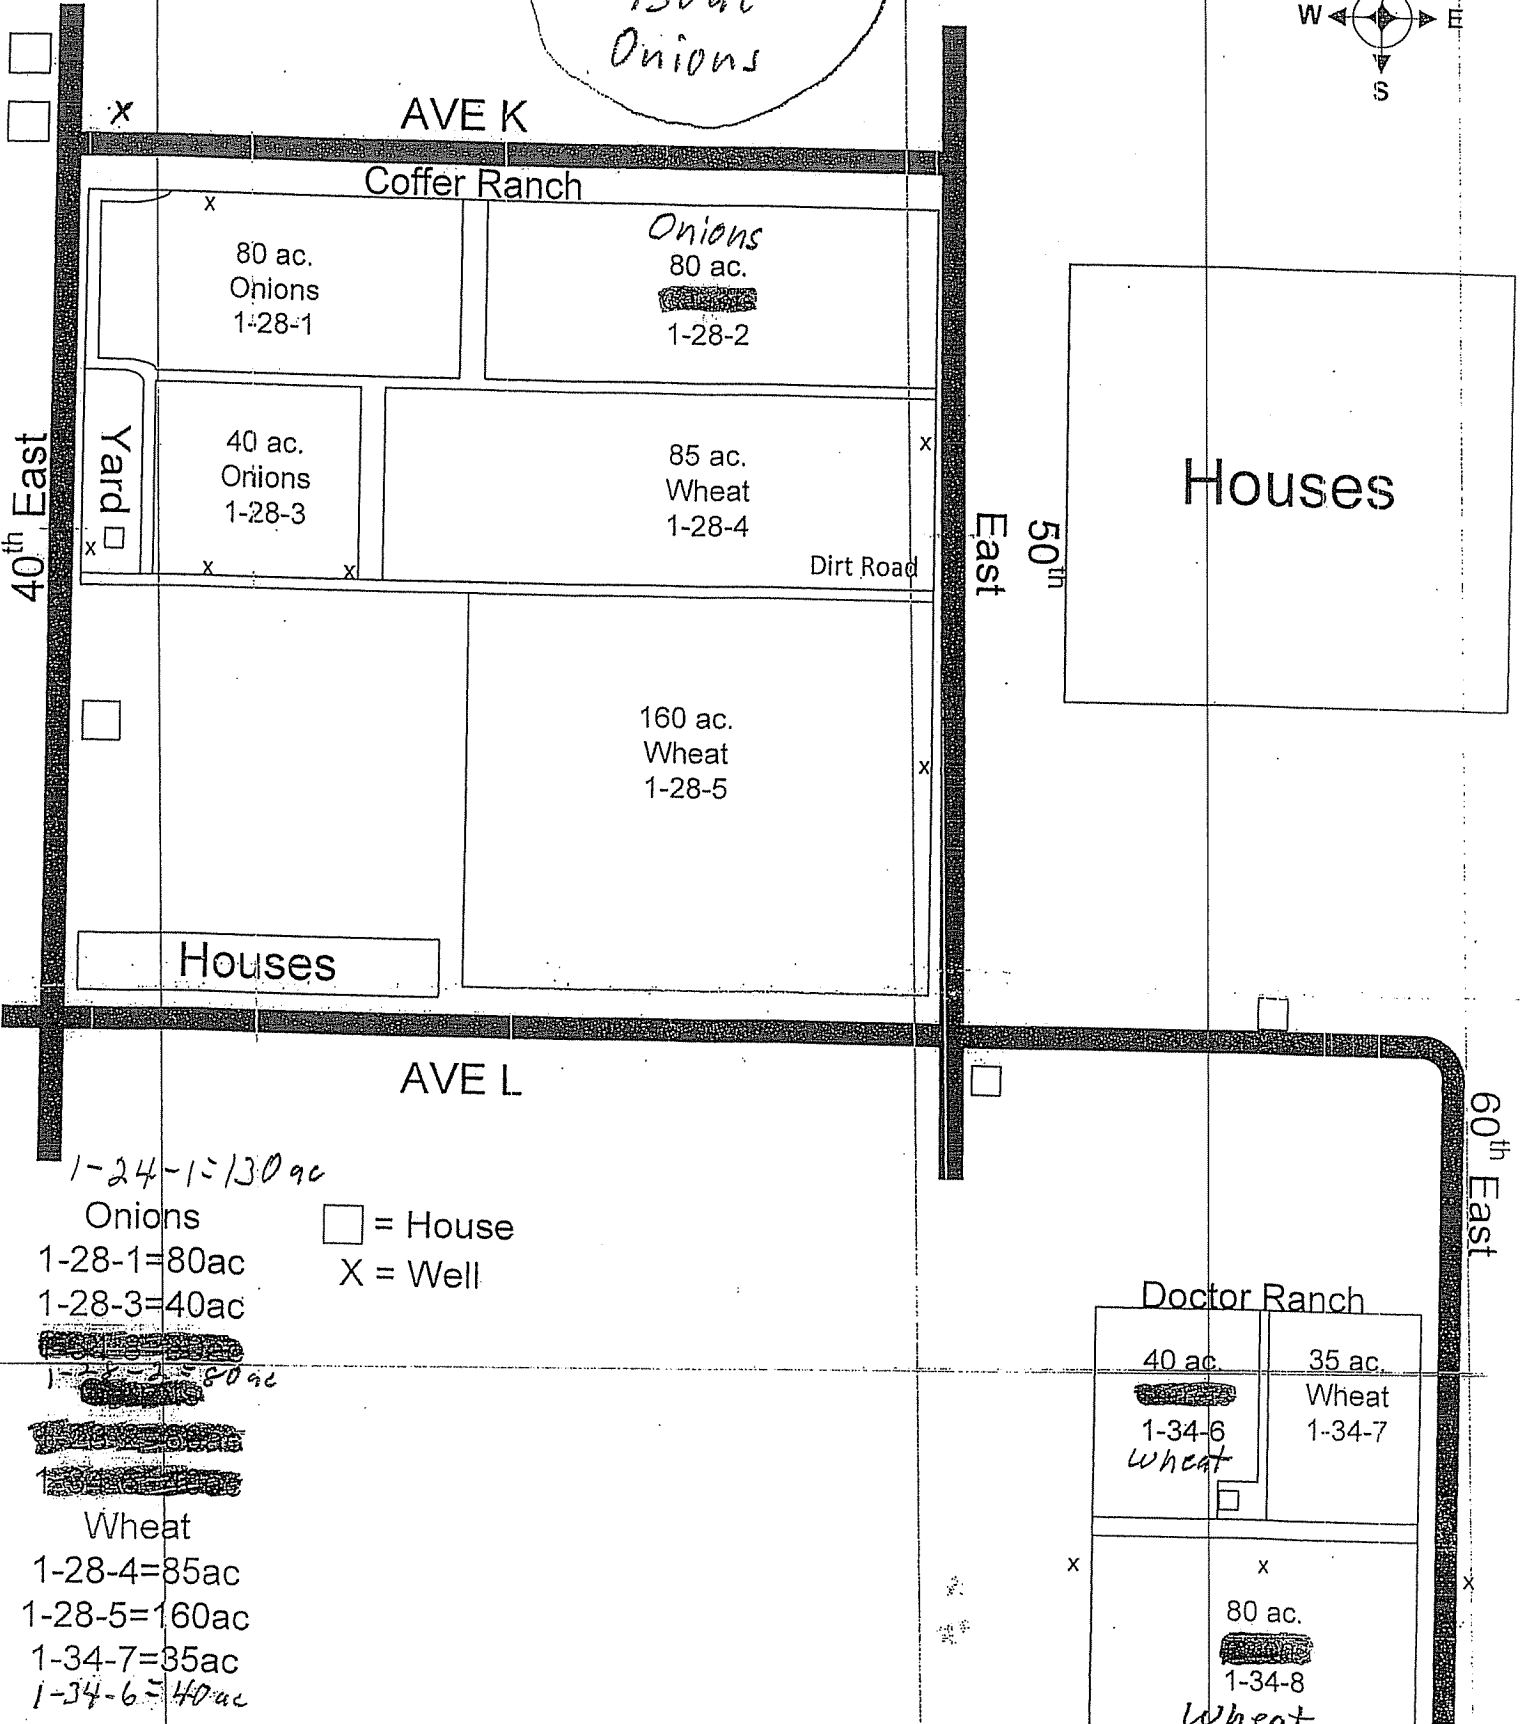 130ac
Onions
W E
S
X
AVE K
Coffer Ranch
x
80 ac.
Onions
1-28-1
Onions
80 ac.
1-28-2
40th East
Yard
x
40 ac.
Onions
1-28-3
x
x
85 ac.
Wheat
1-28-4
x
Dirt Road
50th
East
Houses
160 ac.
Wheat
1-28-5
x
Houses
AVE L
60th East
1-24-1=130ac
Onions
1-28-1=80ac
1-28-3=40ac
1-28-2=80ac
Wheat
1-28-4=85ac
1-28-5=160ac
1-34-7=35ac
1-34-6=40ac
= House
X = Well
Doctor Ranch
40 ac.
1-34-6
Wheat
35 ac.
Wheat
1-34-7
x
x
x
80 ac.
1-34-8
Wheat